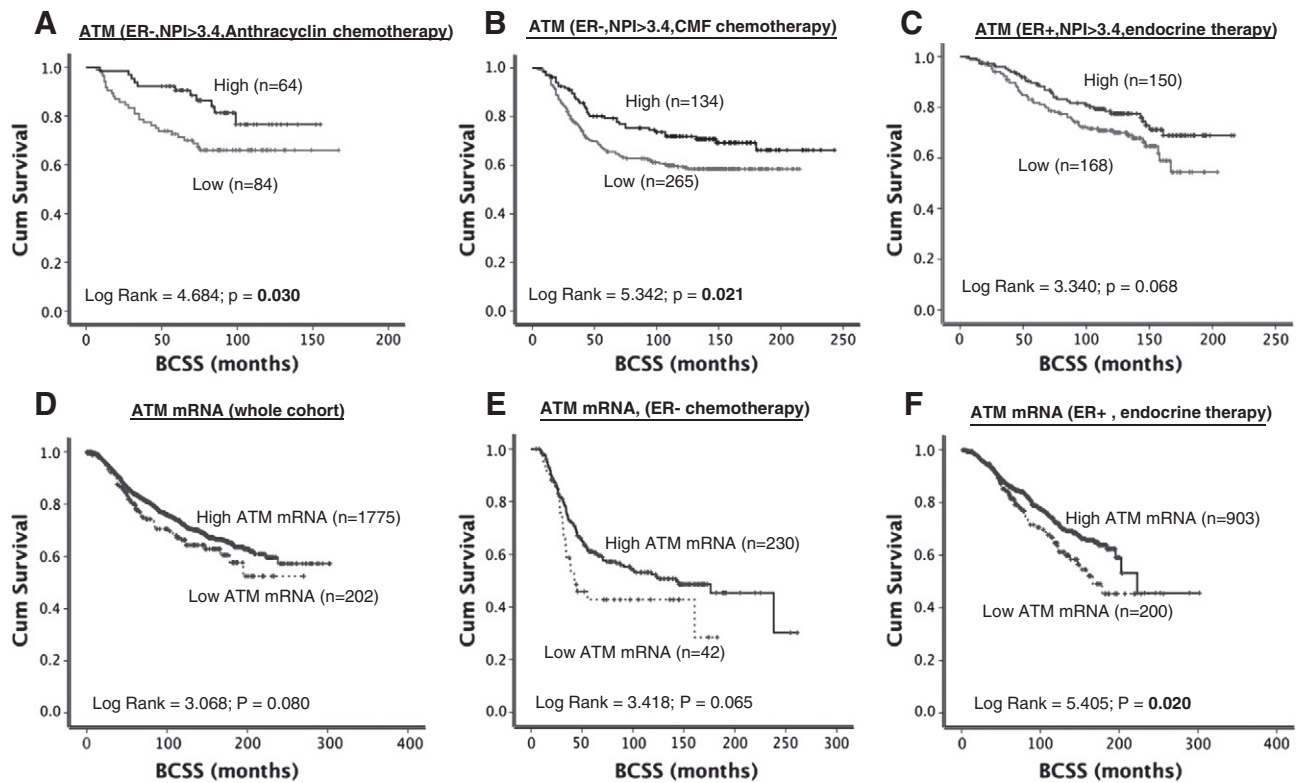 A
ATM (ER-,NPI>3.4,Anthracyclin chemotherapy)
Cum Survival
1.0
0.8
0.6
0.4
0.2
0.0
High (n=64)
Low (n=84)
Log Rank = 4.684; p = 0.030
0 50 100 150 200
BCSS (months)
B
ATM (ER-,NPI>3.4,CMF chemotherapy)
Cum Survival
1.0
0.8
0.6
0.4
0.2
0.0
High (n=134)
Low (n=265)
Log Rank = 5.342; p = 0.021
0 50 100 150 200 250
BCSS (months)
C
ATM (ER+,NPI>3.4,endocrine therapy)
Cum Survival
1.0
0.8
0.6
0.4
0.2
0.0
High (n=150)
Low (n=168)
Log Rank = 3.340; p = 0.068
0 50 100 150 200 250
BCSS (months)
D
ATM mRNA (whole cohort)
Cum Survival
1.0
0.8
0.6
0.4
0.2
0.0
High ATM mRNA (n=1775)
Low ATM mRNA (n=202)
Log Rank = 3.068; P = 0.080
0 100 200 300 400
BCSS (months)
E
ATM mRNA, (ER- chemotherapy)
Cum Survival
1.0
0.8
0.6
0.4
0.2
0.0
High ATM mRNA (n=230)
Low ATM mRNA (n=42)
Log Rank = 3.418; P = 0.065
0 50 100 150 200 250 300
BCSS (months)
F
ATM mRNA (ER+ , endocrine therapy)
Cum Survival
1.0
0.8
0.6
0.4
0.2
0.0
High ATM mRNA (n=903)
Low ATM mRNA (n=200)
Log Rank = 5.405; P = 0.020
0 100 200 300 400
BCSS (months)